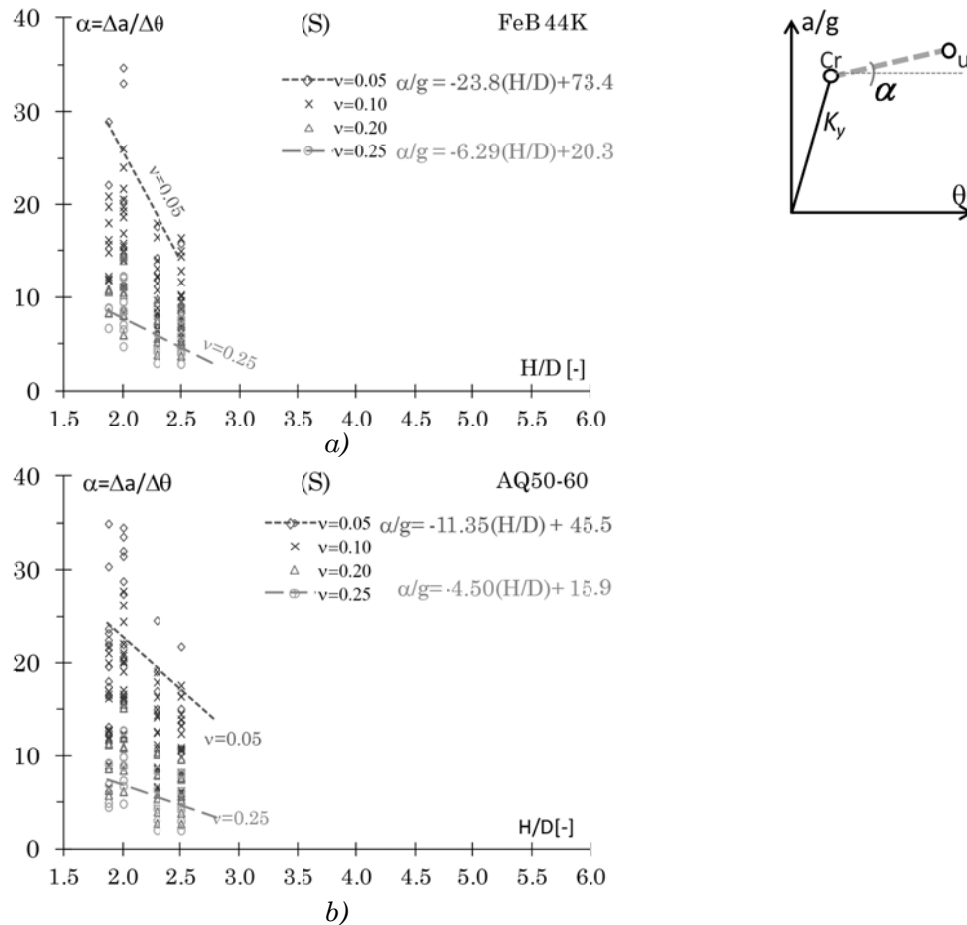 40
α=Δa/Δθ (S) FeB 44K
ν=0.05 α/g= -23.8(H/D)+73.4
ν=0.10
ν=0.20
ν=0.25 α/g= -6.29(H/D)+20.3
30
ν=0.05
20
10
ν=0.25
0
H/D [-]
1.5 2.0 2.5 3.0 3.5 4.0 4.5 5.0 5.5 6.0
a)
a/g
Cr
u
α
Ky
θ
40
α=Δa/Δθ (S) AQ50-60
ν=0.05 α/g= -11.35(H/D)+ 45.5
ν=0.10
ν=0.20
ν=0.25 α/g= -4.50(H/D)+ 15.9
30
20
ν=0.05
10
ν=0.25
0
H/D[-]
1.5 2.0 2.5 3.0 3.5 4.0 4.5 5.0 5.5 6.0
b)